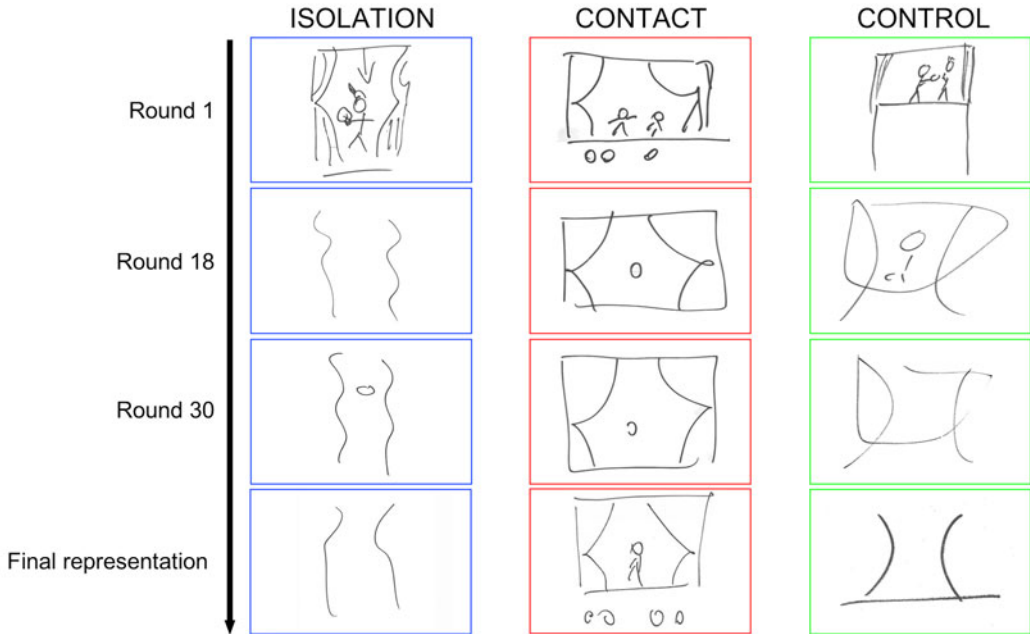 ISOLATION CONTACT CONTROL
Round 1
Round 18
Round 30
Final representation